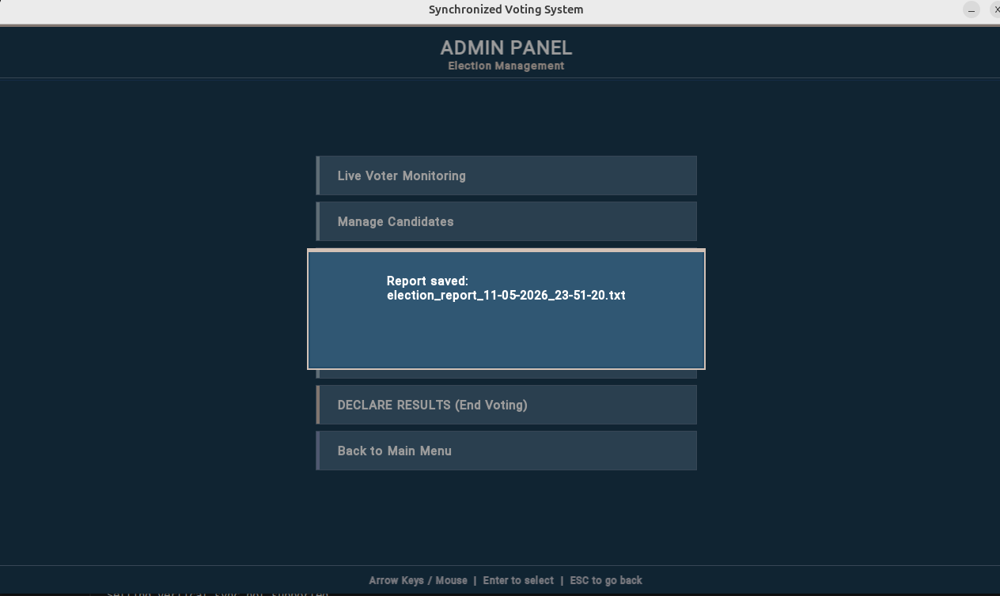 Synchronized Voting System
ADMIN PANEL
Election Management
Live Voter Monitoring
Manage Candidates
Report saved:
election_report_11-05-2026_23-51-20.txt
DECLARE RESULTS (End Voting)
Back to Main Menu
Arrow Keys / Mouse | Enter to select | ESC to go back